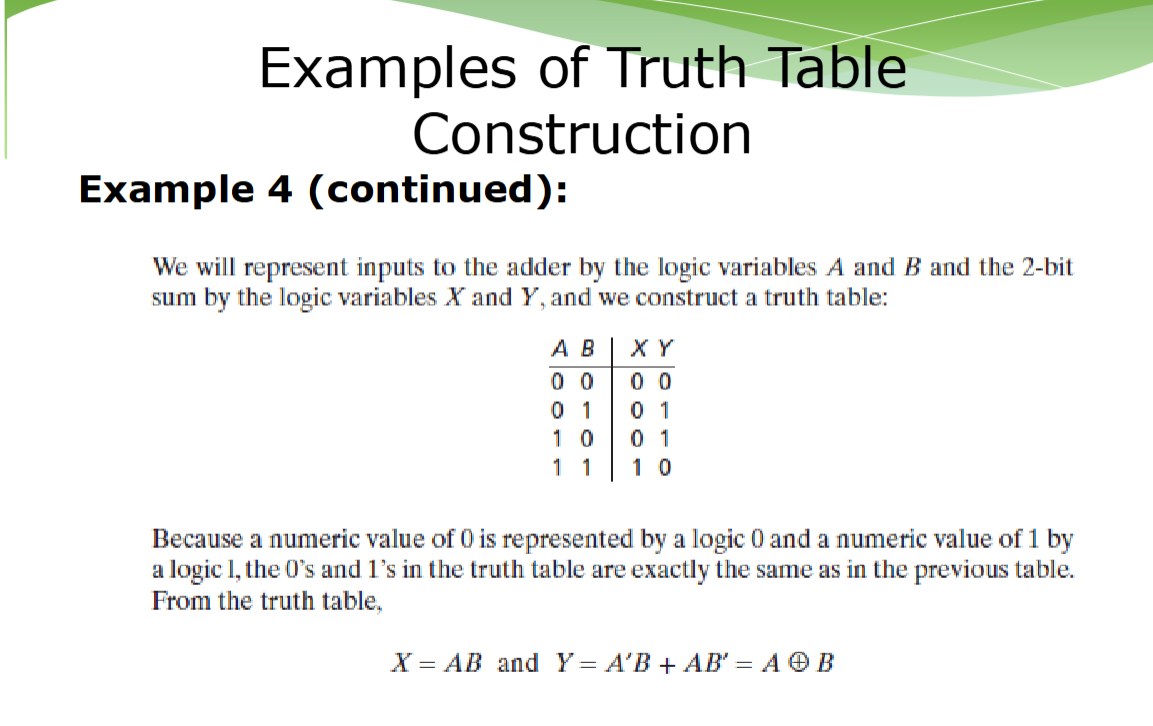 Examples of Truth Table
Construction
Example 4 (continued):
We will represent inputs to the adder by the logic variables A and B and the 2-bit
sum by the logic variables X and Y, and we construct a truth table:
A B | X Y
0 0 | 0 0
0 1 | 0 1
1 0 | 0 1
1 1 | 1 0
Because a numeric value of 0 is represented by a logic 0 and a numeric value of 1 by
a logic 1, the 0's and 1's in the truth table are exactly the same as in the previous table.
From the truth table,
X = AB and Y = A′B + AB′ = A ⊕ B